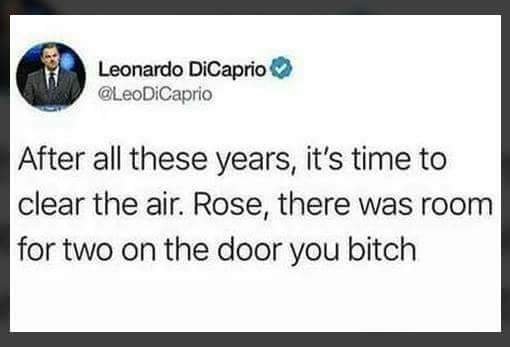 Leonardo DiCaprio
@LeoDiCaprio
After all these years, it's time to
clear the air. Rose, there was room
for two on the door you bitch